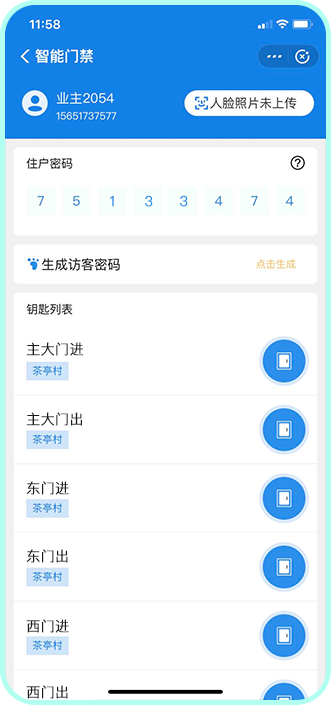 11:58
智能门禁
业主2054
15651737577
人脸照片未上传
住户密码
7 5 1 3 3 4 7 4
生成访客密码
点击生成
钥匙列表
主大门进
茶亭村
主大门出
茶亭村
东门进
茶亭村
东门出
茶亭村
西门进
茶亭村
西门出